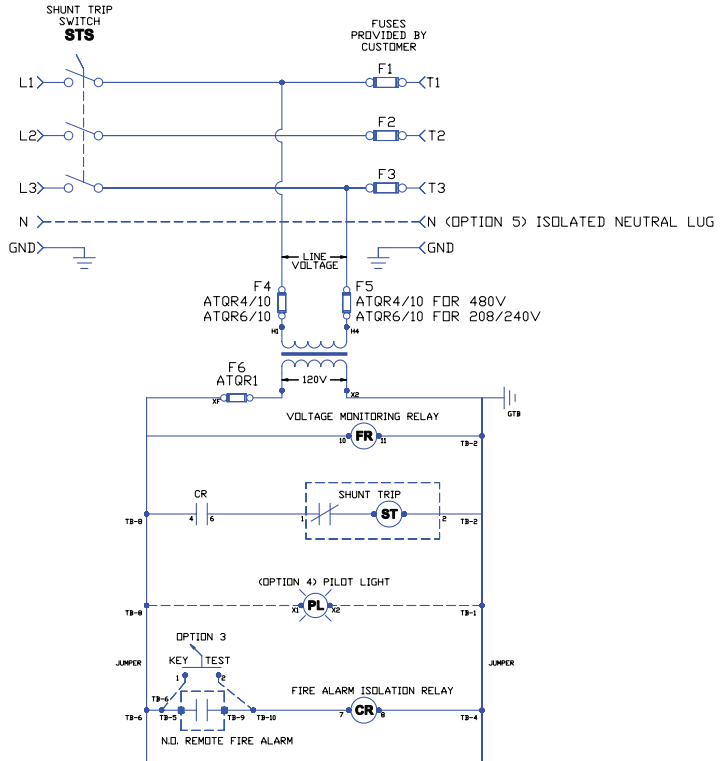 SHUNT TRIP
SWITCH
STS
FUSES
PROVIDED BY
CUSTOMER
L1
F1
T1
L2
F2
T2
L3
F3
T3
N
N (OPTION 5) ISOLATED NEUTRAL LUG
GND
GND
LINE
VOLTAGE
F4
ATQR4/10
ATQR6/10
F5
ATQR4/10 FOR 480V
ATQR6/10 FOR 208/240V
H1
H4
F6
ATQR1
120V
XF
X2
GTB
VOLTAGE MONITORING RELAY
10
FR
11
TB-2
CR
SHUNT TRIP
TB-8
4
6
1
ST
2
TB-2
(OPTION 4) PILOT LIGHT
TB-8
X1
PL
X2
TB-1
OPTION 3
JUMPER
KEY
TEST
JUMPER
1
2
TB-6
FIRE ALARM ISOLATION RELAY
TB-6
TB-5
TB-9
TB-10
7
CR
8
TB-4
N.O. REMOTE FIRE ALARM